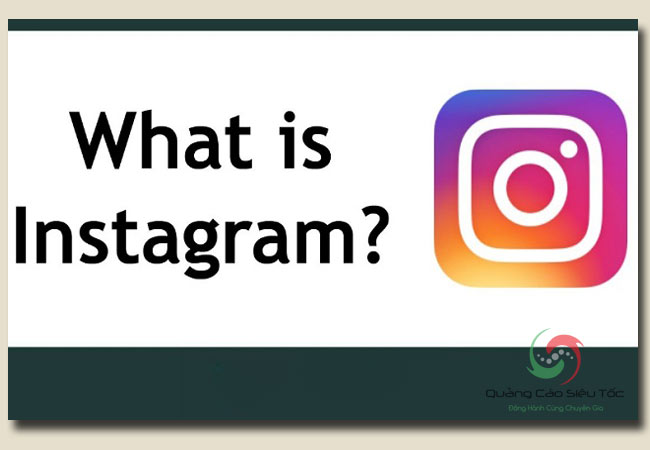 What is
Instagram?
Quảng Cáo Siêu Tốc
Đồng Hành Cùng Chuyên Gia